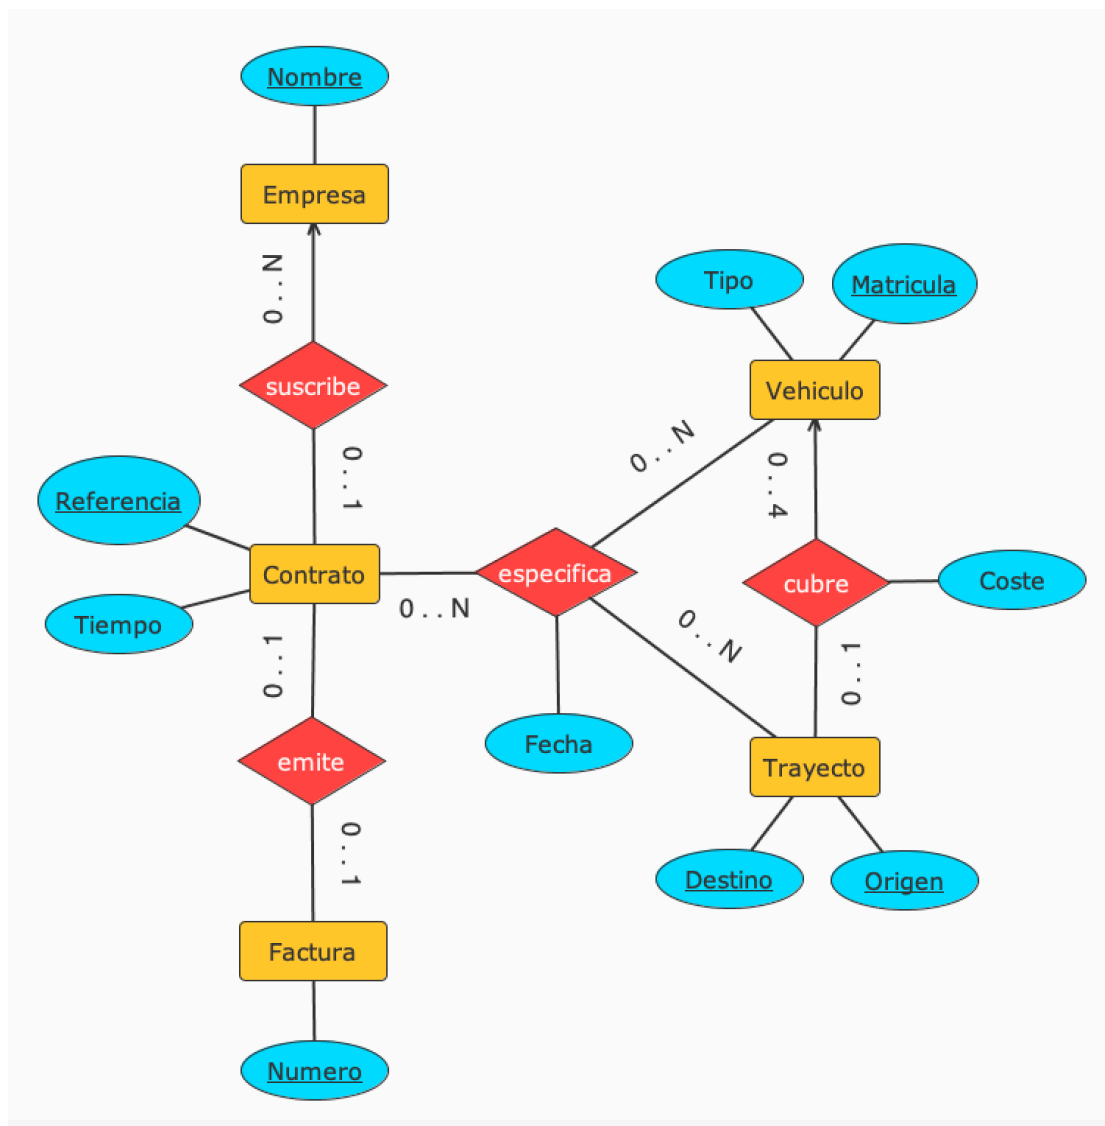 Nombre
Empresa
0...N
suscribe
0..1
Tipo
Matricula
Vehiculo
0...N
0...4
Referencia
Contrato
Tiempo
0..N
especifica
cubre
Coste
0..1
0..N
0..1
Fecha
emite
Trayecto
0..1
Destino
Origen
Factura
Numero